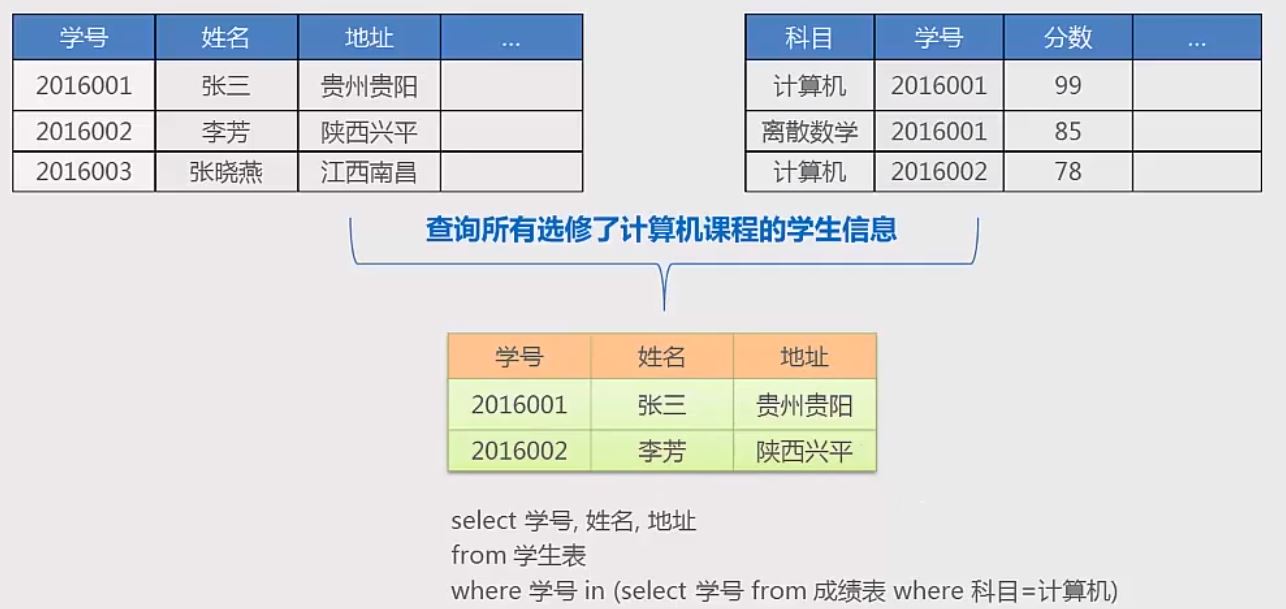 学号 姓名 地址 ...
2016001 张三 贵州贵阳
2016002 李芳 陕西兴平
2016003 张晓燕 江西南昌
科目 学号 分数 ...
计算机 2016001 99
离散数学 2016001 85
计算机 2016002 78
查询所有选修了计算机课程的学生信息
学号 姓名 地址
2016001 张三 贵州贵阳
2016002 李芳 陕西兴平
select 学号, 姓名, 地址
from 学生表
where 学号 in (select 学号 from 成绩表 where 科目=计算机)